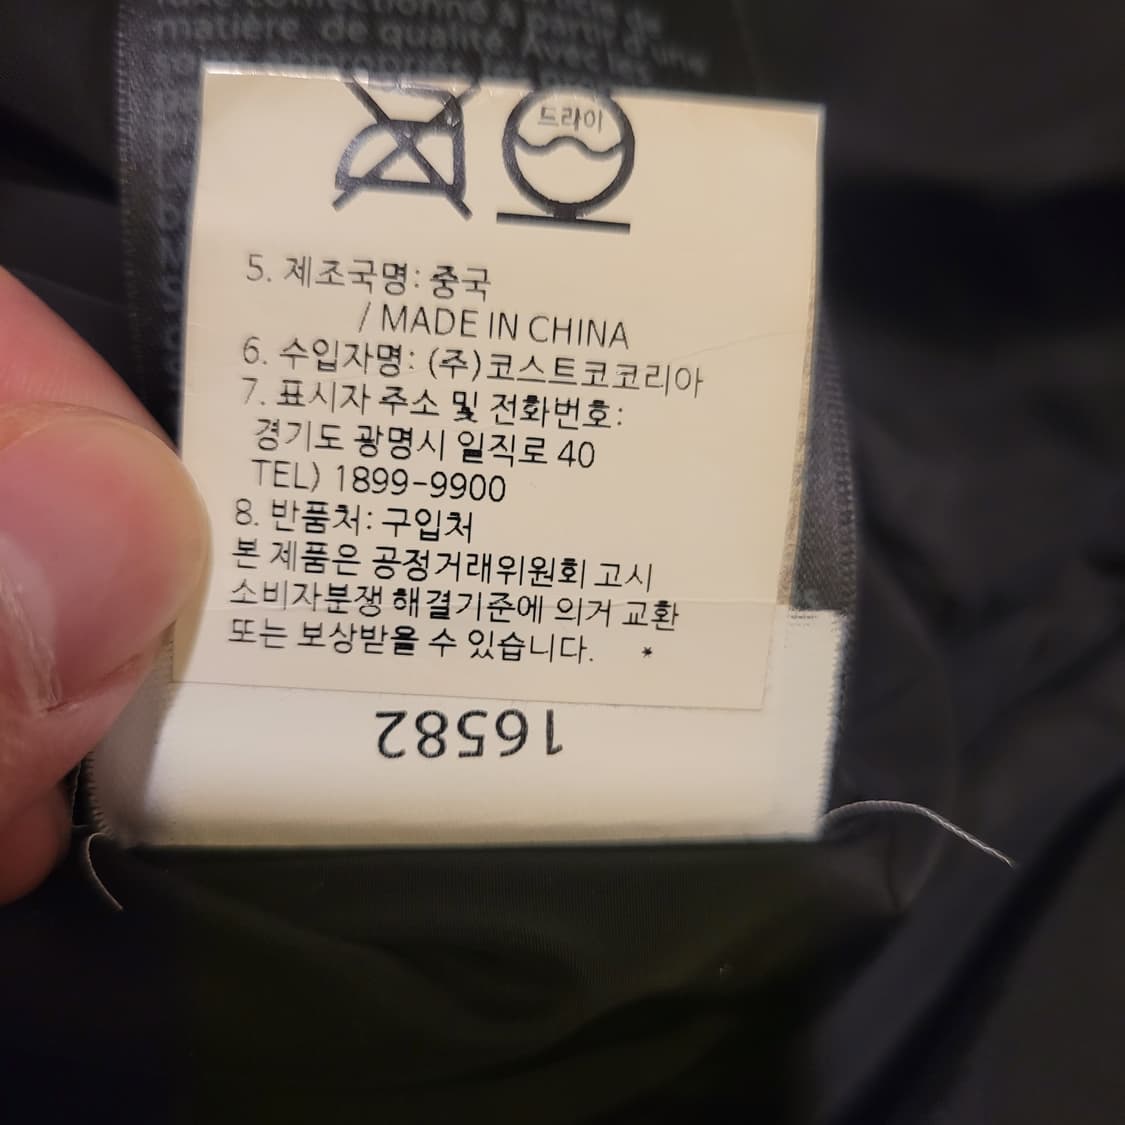 matière de qualité. Avec les
드라이
5. 제조국명: 중국
/ MADE IN CHINA
6. 수입자명: (주)코스트코코리아
7. 표시자 주소 및 전화번호:
경기도 광명시 일직로 40
TEL) 1899-9900
8. 반품처: 구입처
본 제품은 공정거래위원회 고시
소비자분쟁 해결기준에 의거 교환
또는 보상받을 수 있습니다. *
16582